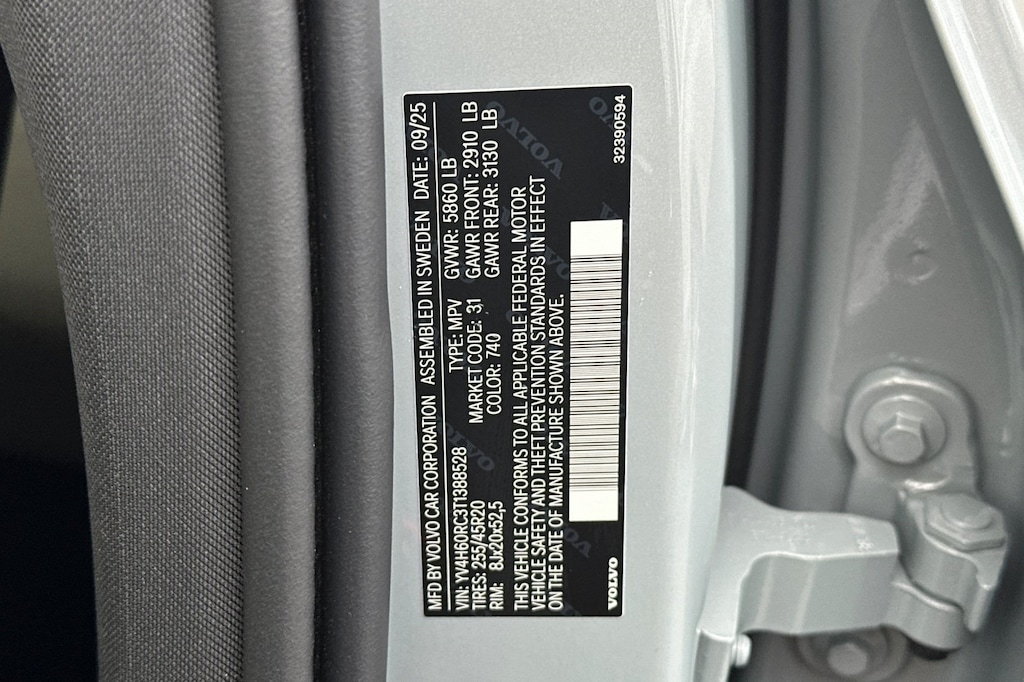 MFD BY VOLVO CAR CORPORATION ASSEMBLED IN SWEDEN DATE: 09/25
VIN: YV4H60RC3T1388528 TYPE: MPV GVWR: 5860 LB
TIRES: 255/45R20 MARKET CODE: 31 GAWR FRONT: 2910 LB
RIM: 8Jx20x52,5 COLOR: 740 GAWR REAR: 3130 LB
THIS VEHICLE CONFORMS TO ALL APPLICABLE FEDERAL MOTOR
VEHICLE SAFETY AND THEFT PREVENTION STANDARDS IN EFFECT
ON THE DATE OF MANUFACTURE SHOWN ABOVE.
VOLVO 32390594